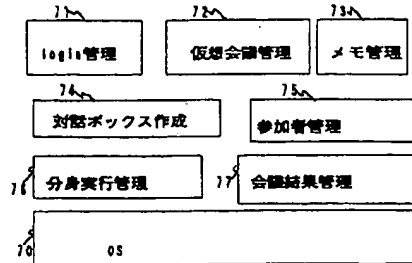 71 72 73
login管理 仮想会議管理 メモ管理
74 75
対話ボックス作成 参加者管理
76 分身実行管理 77 会議結果管理
70 OS